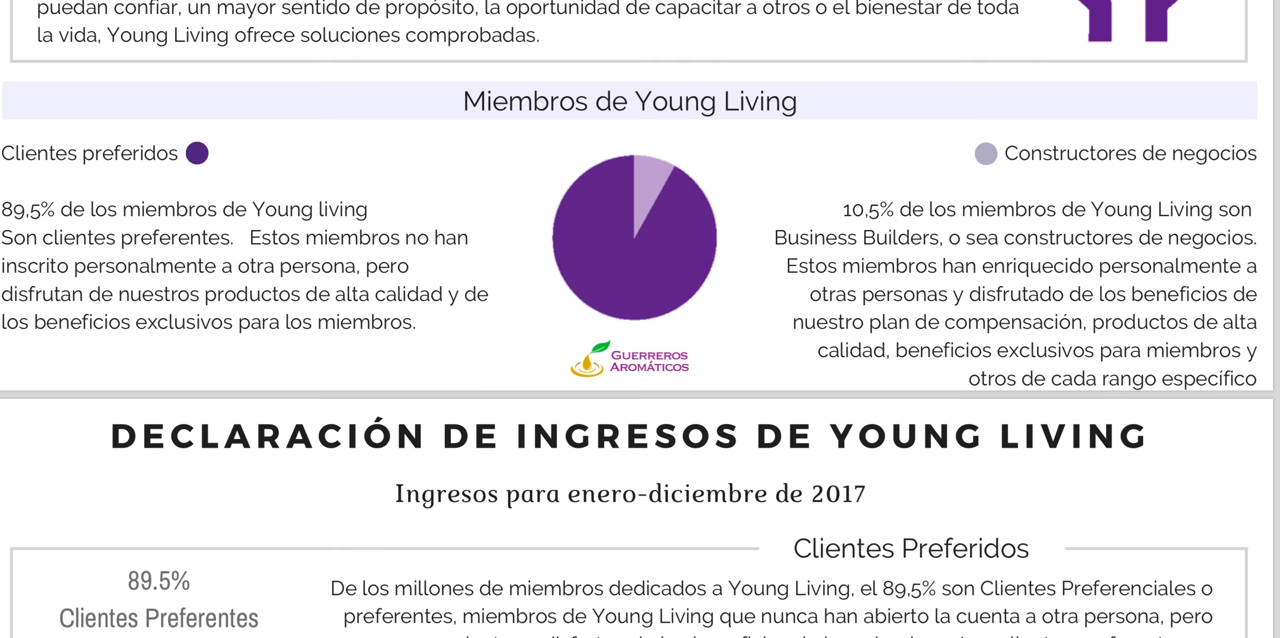 puedan confiar, un mayor sentido de propósito, la oportunidad de capacitar a otros o el bienestar de toda
la vida, Young Living ofrece soluciones comprobadas.
Miembros de Young Living
Clientes preferidos
89,5% de los miembros de Young living
Son clientes preferentes. Estos miembros no han
inscrito personalmente a otra persona, pero
disfrutan de nuestros productos de alta calidad y de
los beneficios exclusivos para los miembros.
GUERREROS
AROMÁTICOS
Constructores de negocios
10,5% de los miembros de Young Living son
Business Builders, o sea constructores de negocios.
Estos miembros han enriquecido personalmente a
otras personas y disfrutado de los beneficios de
nuestro plan de compensación, productos de alta
calidad, beneficios exclusivos para miembros y
otros de cada rango específico
DECLARACIÓN DE INGRESOS DE YOUNG LIVING
Ingresos para enero-diciembre de 2017
Clientes Preferidos
89.5%
Clientes Preferentes
De los millones de miembros dedicados a Young Living, el 89,5% son Clientes Preferenciales o
preferentes, miembros de Young Living que nunca han abierto la cuenta a otra persona, pero